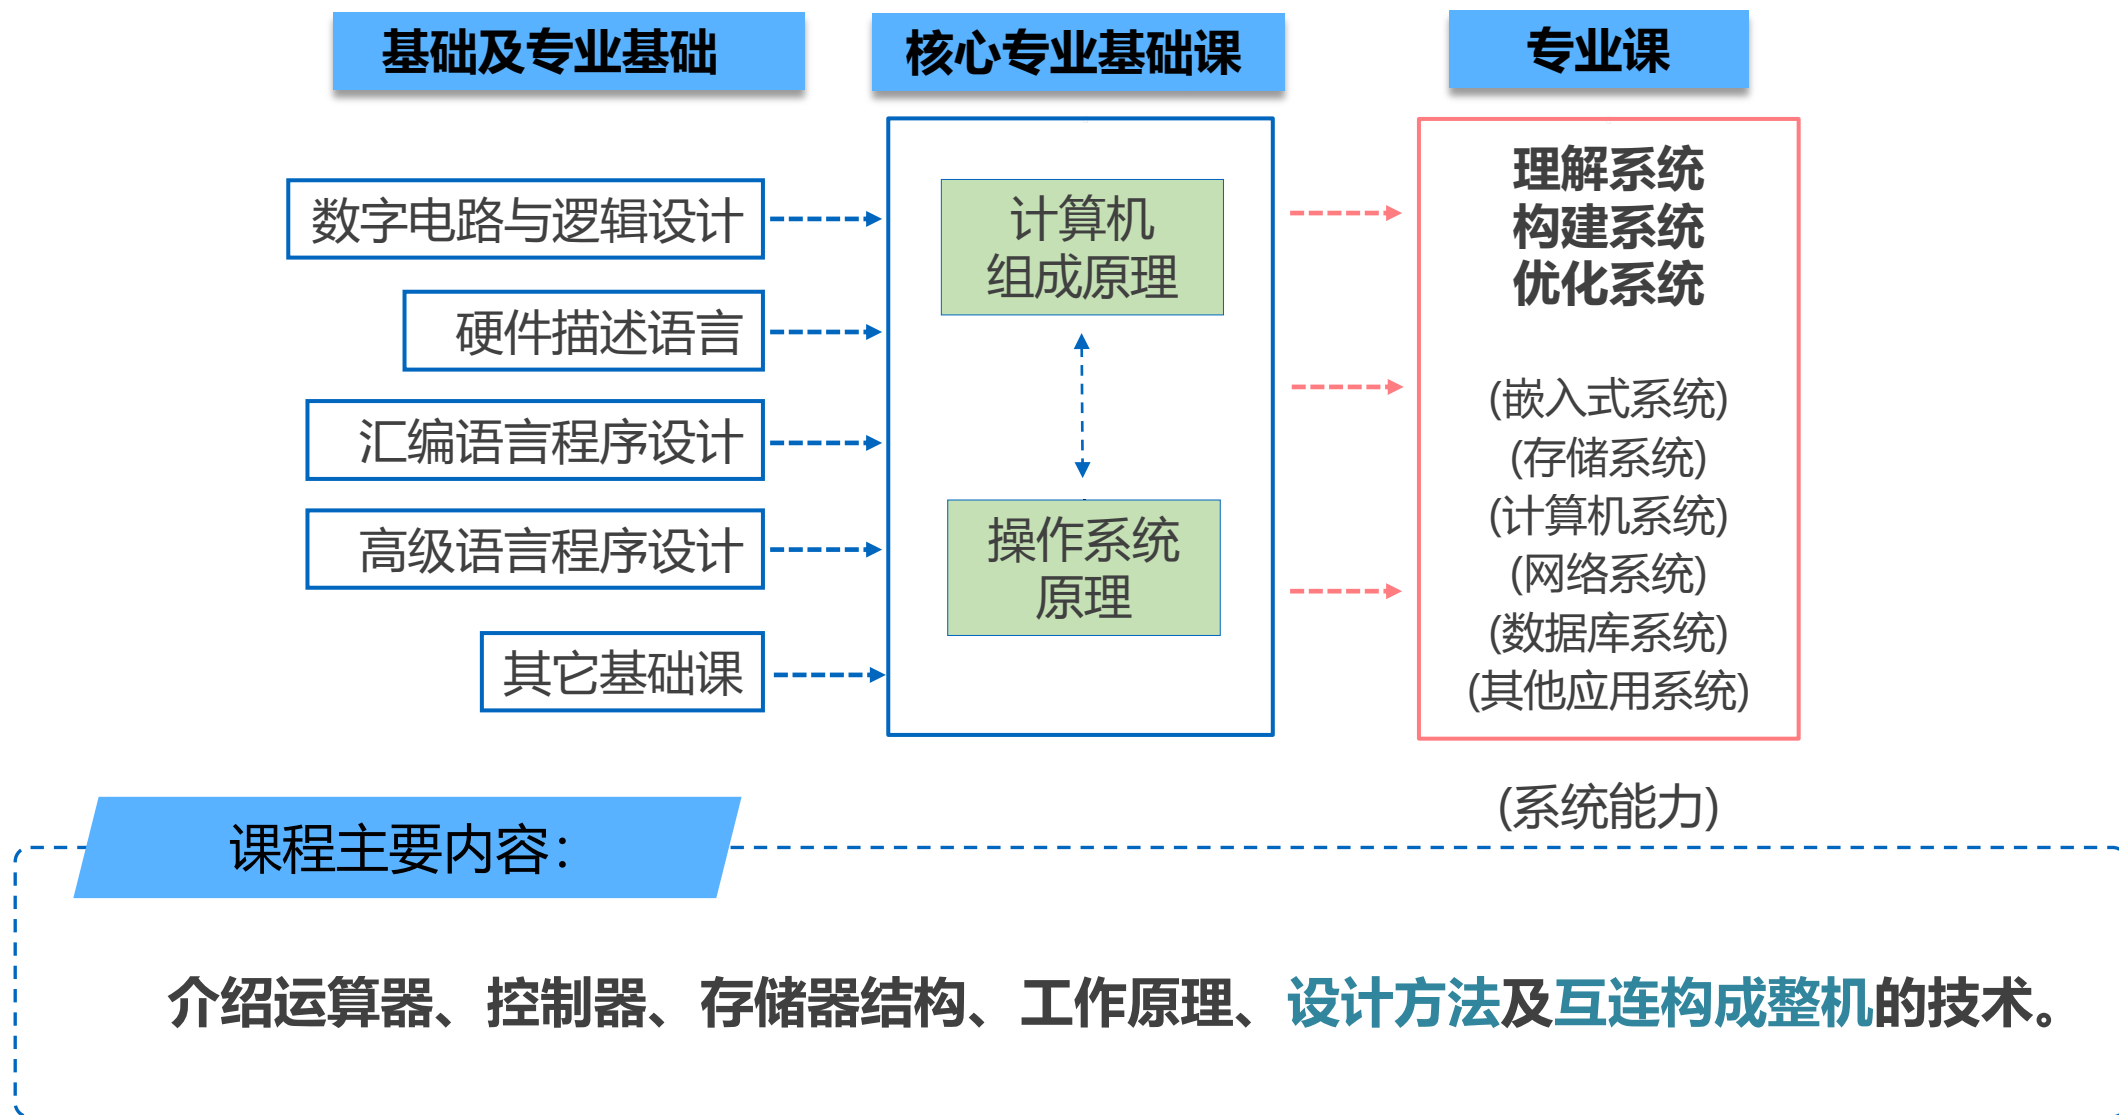 基础及专业基础
核心专业基础课
专业课
数字电路与逻辑设计
硬件描述语言
汇编语言程序设计
高级语言程序设计
其它基础课
计算机
组成原理
操作系统
原理
理解系统
构建系统
优化系统
(嵌入式系统)
(存储系统)
(计算机系统)
(网络系统)
(数据库系统)
(其他应用系统)
(系统能力)
课程主要内容：
介绍运算器、控制器、存储器结构、工作原理、设计方法及互连构成整机的技术。